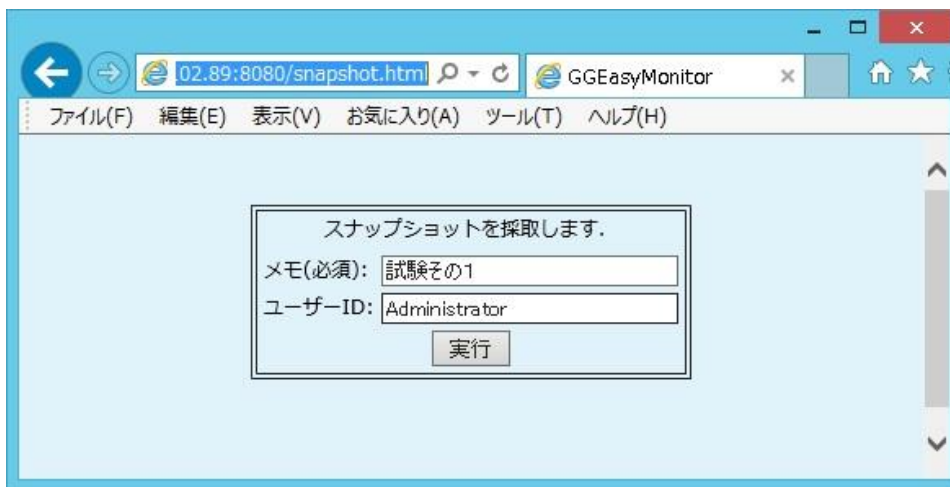 .02.89:8080/snapshot.html
GGEasyMonitor
ファイル(F) 編集(E) 表示(V) お気に入り(A) ツール(T) ヘルプ(H)
スナップショットを採取します.
メモ(必須): 試験その1
ユーザーID: Administrator
実行